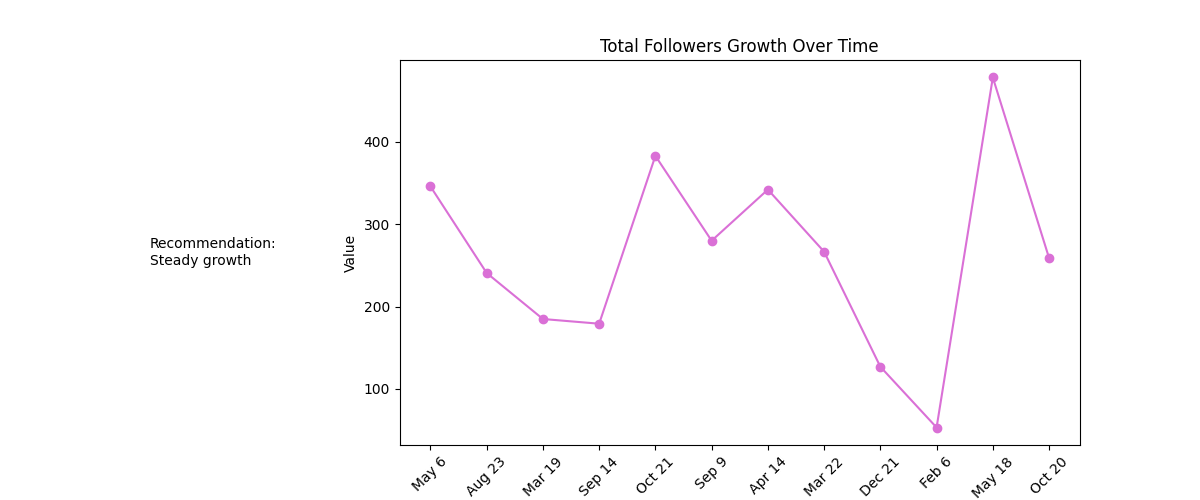 Total Followers Growth Over Time
Recommendation:
Steady growth
Value
400
300
200
100
May 6
Aug 23
Mar 19
Sep 14
Oct 21
Sep 9
Apr 14
Mar 22
Dec 21
Feb 6
May 18
Oct 20